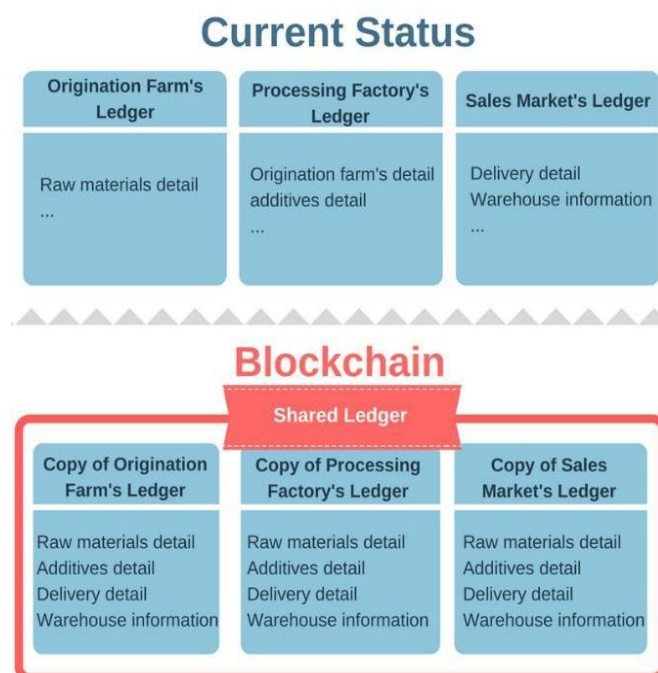 Current Status
Origination Farm's
Ledger
Raw materials detail
...
Processing Factory's
Ledger
Origination farm's detail
additives detail
...
Sales Market's Ledger
Delivery detail
Warehouse information
...
Blockchain
Shared Ledger
Copy of Origination
Farm's Ledger
Raw materials detail
Additives detail
Delivery detail
Warehouse information
Copy of Processing
Factory's Ledger
Raw materials detail
Additives detail
Delivery detail
Warehouse information
Copy of Sales
Market's Ledger
Raw materials detail
Additives detail
Delivery detail
Warehouse information